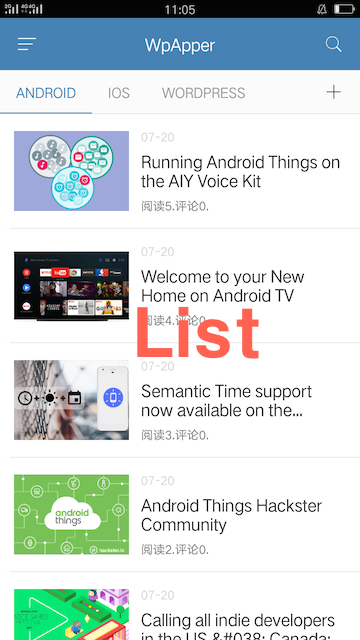 2G 4G4G 11:05
WpApper
ANDROID IOS WORDPRESS +
07-20
Running Android Things on
the AIY Voice Kit
阅读5.评论0.
07-20
Welcome to your New
Home on Android TV
阅读4.评论0.
List
Semantic Time support
now available on the...
阅读3.评论0.
07-20
android
things
hackster.io
Android Things Hackster
Community
阅读2.评论0.
07-20
Calling all indie developers
in the US &#038; Canada: